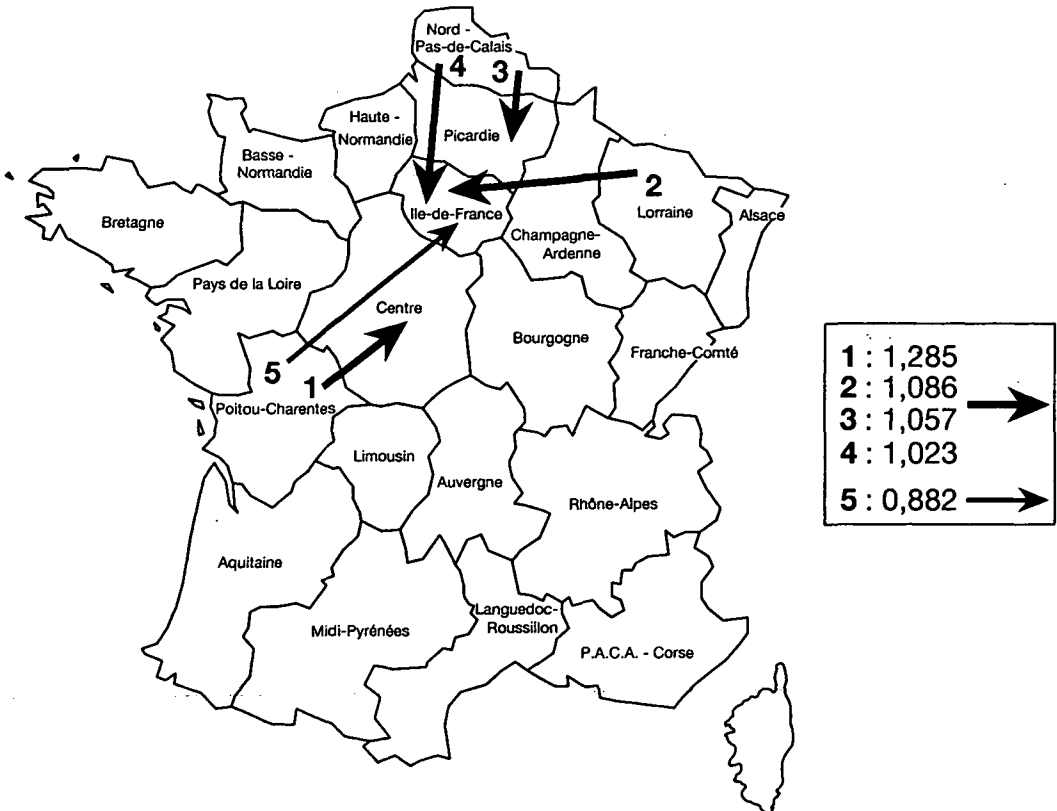 Nord -
Pas-de-Calais
4 3
Haute -
Normandie
Picardie
Basse -
Normandie
2
Bretagne
Ile-de-France
Lorraine
Alsace
Champagne-
Ardenne
Pays de la Loire
Centre
Bourgogne
Franche-Comté
5
1
Poitou-Charentes
Limousin
Auvergne
Rhône-Alpes
Aquitaine
Languedoc-
Roussillon
Midi-Pyrénées
P.A.C.A. - Corse
1 : 1,285
2 : 1,086
3 : 1,057
4 : 1,023
5 : 0,882